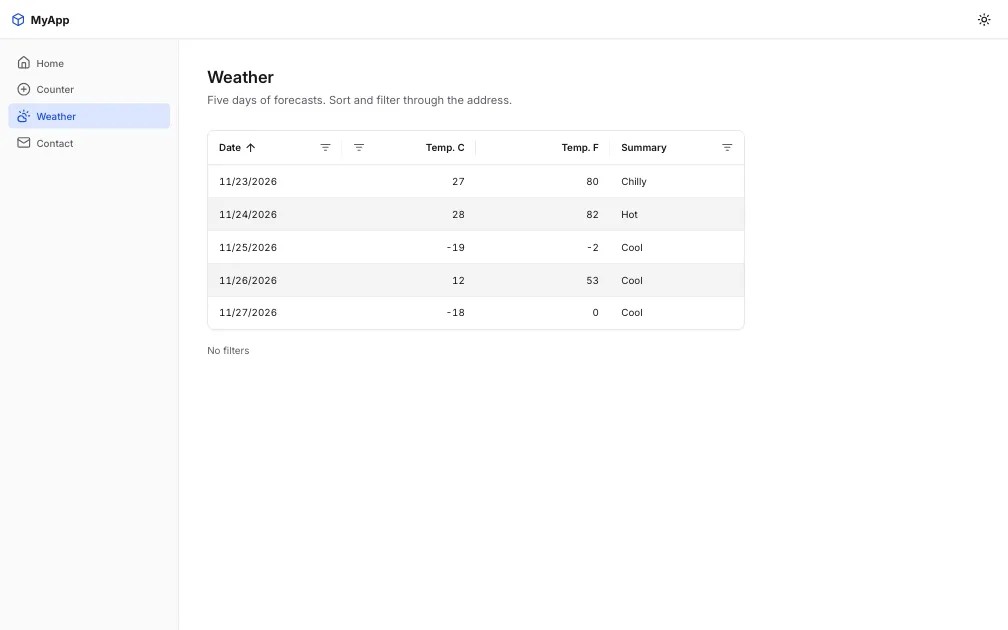 MyApp
Home
Counter
Weather
Contact
Weather
Five days of forecasts. Sort and filter through the address.
Date Temp. C Temp. F Summary
11/23/2026 27 80 Chilly
11/24/2026 28 82 Hot
11/25/2026 -19 -2 Cool
11/26/2026 12 53 Cool
11/27/2026 -18 0 Cool
No filters